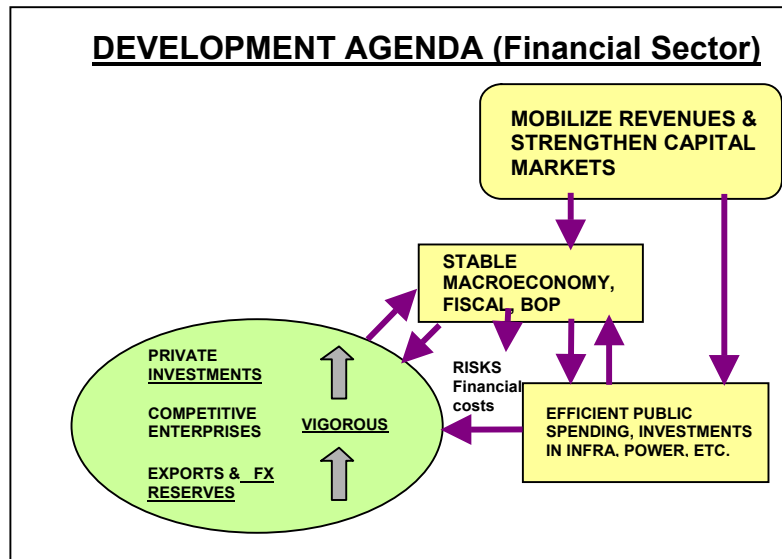 DEVELOPMENT AGENDA (Financial Sector)
MOBILIZE REVENUES &
STRENGTHEN CAPITAL
MARKETS
STABLE
MACROECONOMY,
FISCAL, BOP
PRIVATE
INVESTMENTS
COMPETITIVE
ENTERPRISES
VIGOROUS
EXPORTS & FX
RESERVES
RISKS
Financial
costs
EFFICIENT PUBLIC
SPENDING, INVESTMENTS
IN INFRA, POWER, ETC.